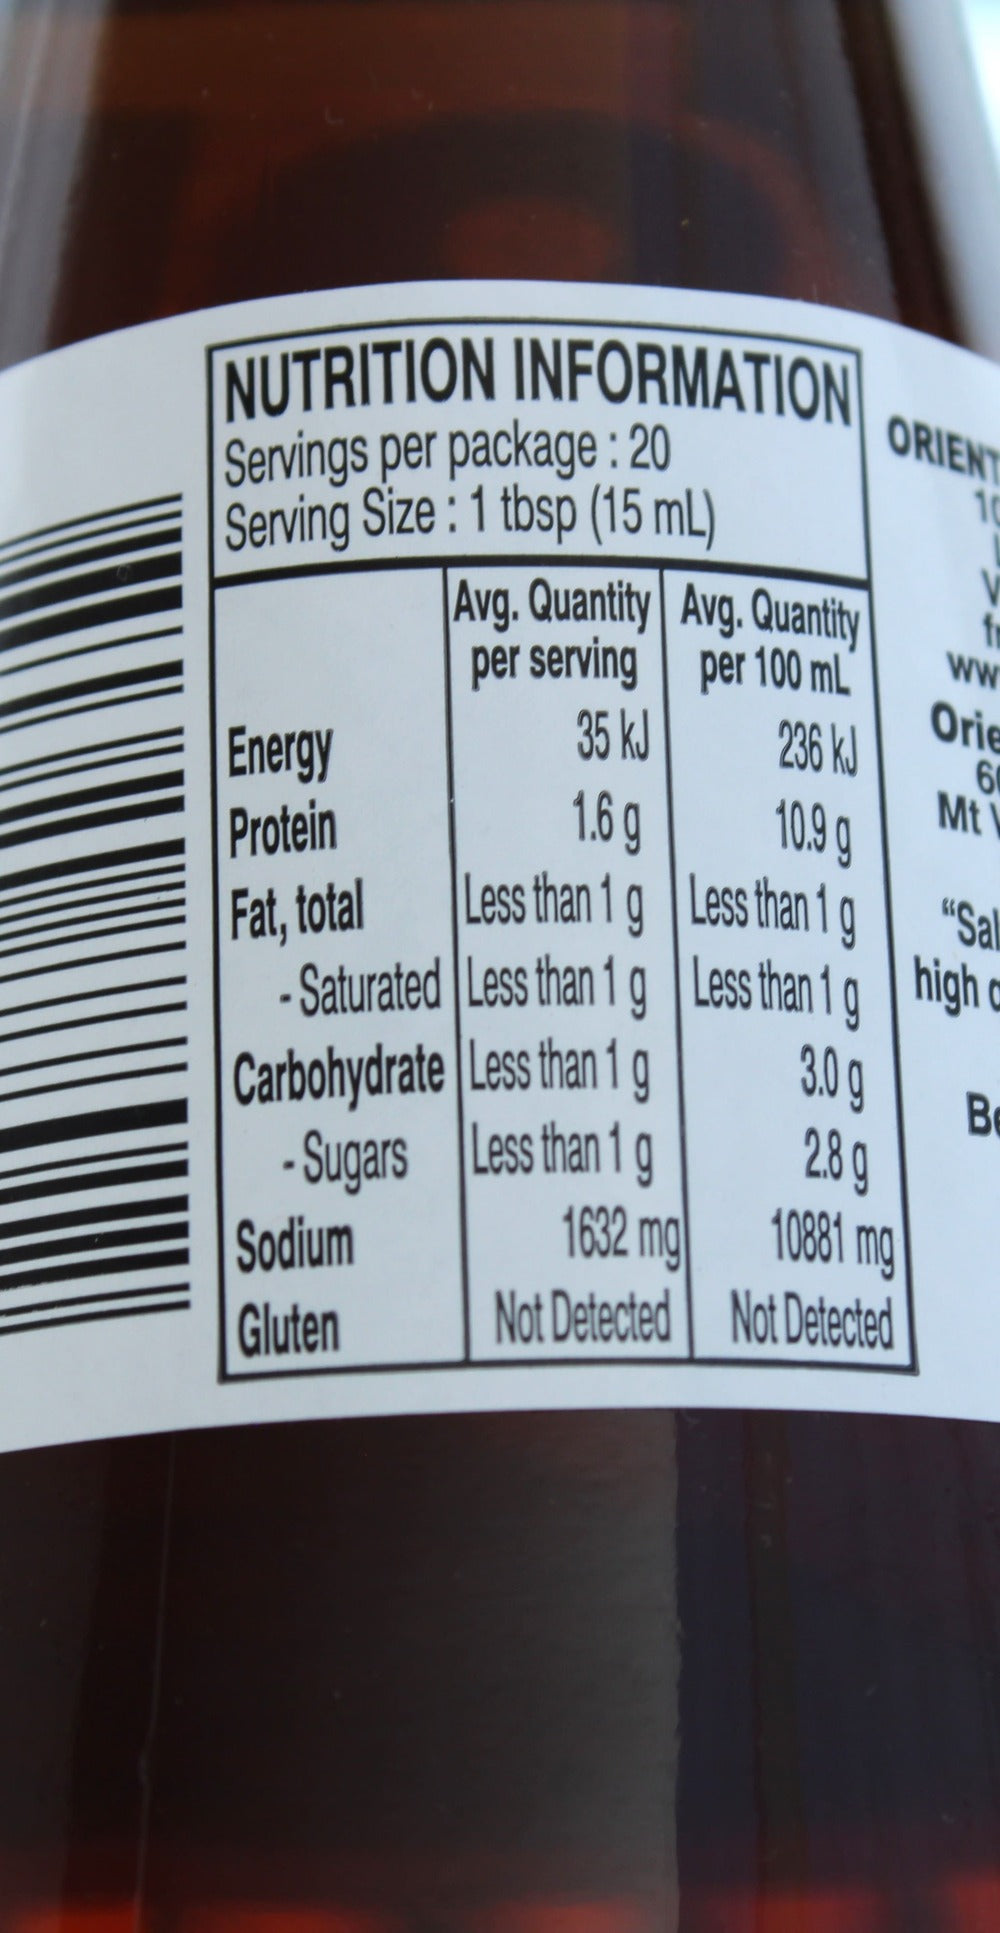 NUTRITION INFORMATION
Servings per package : 20
Serving Size : 1 tbsp (15 mL)
Avg. Quantity per serving Avg. Quantity per 100 mL
Energy 35 kJ 236 kJ
Protein 1.6 g 10.9 g
Fat, total Less than 1 g Less than 1 g
- Saturated Less than 1 g Less than 1 g
Carbohydrate Less than 1 g 3.0 g
- Sugars Less than 1 g 2.8 g
Sodium 1632 mg 10881 mg
Gluten Not Detected Not Detected
ORIENT
Mt
high